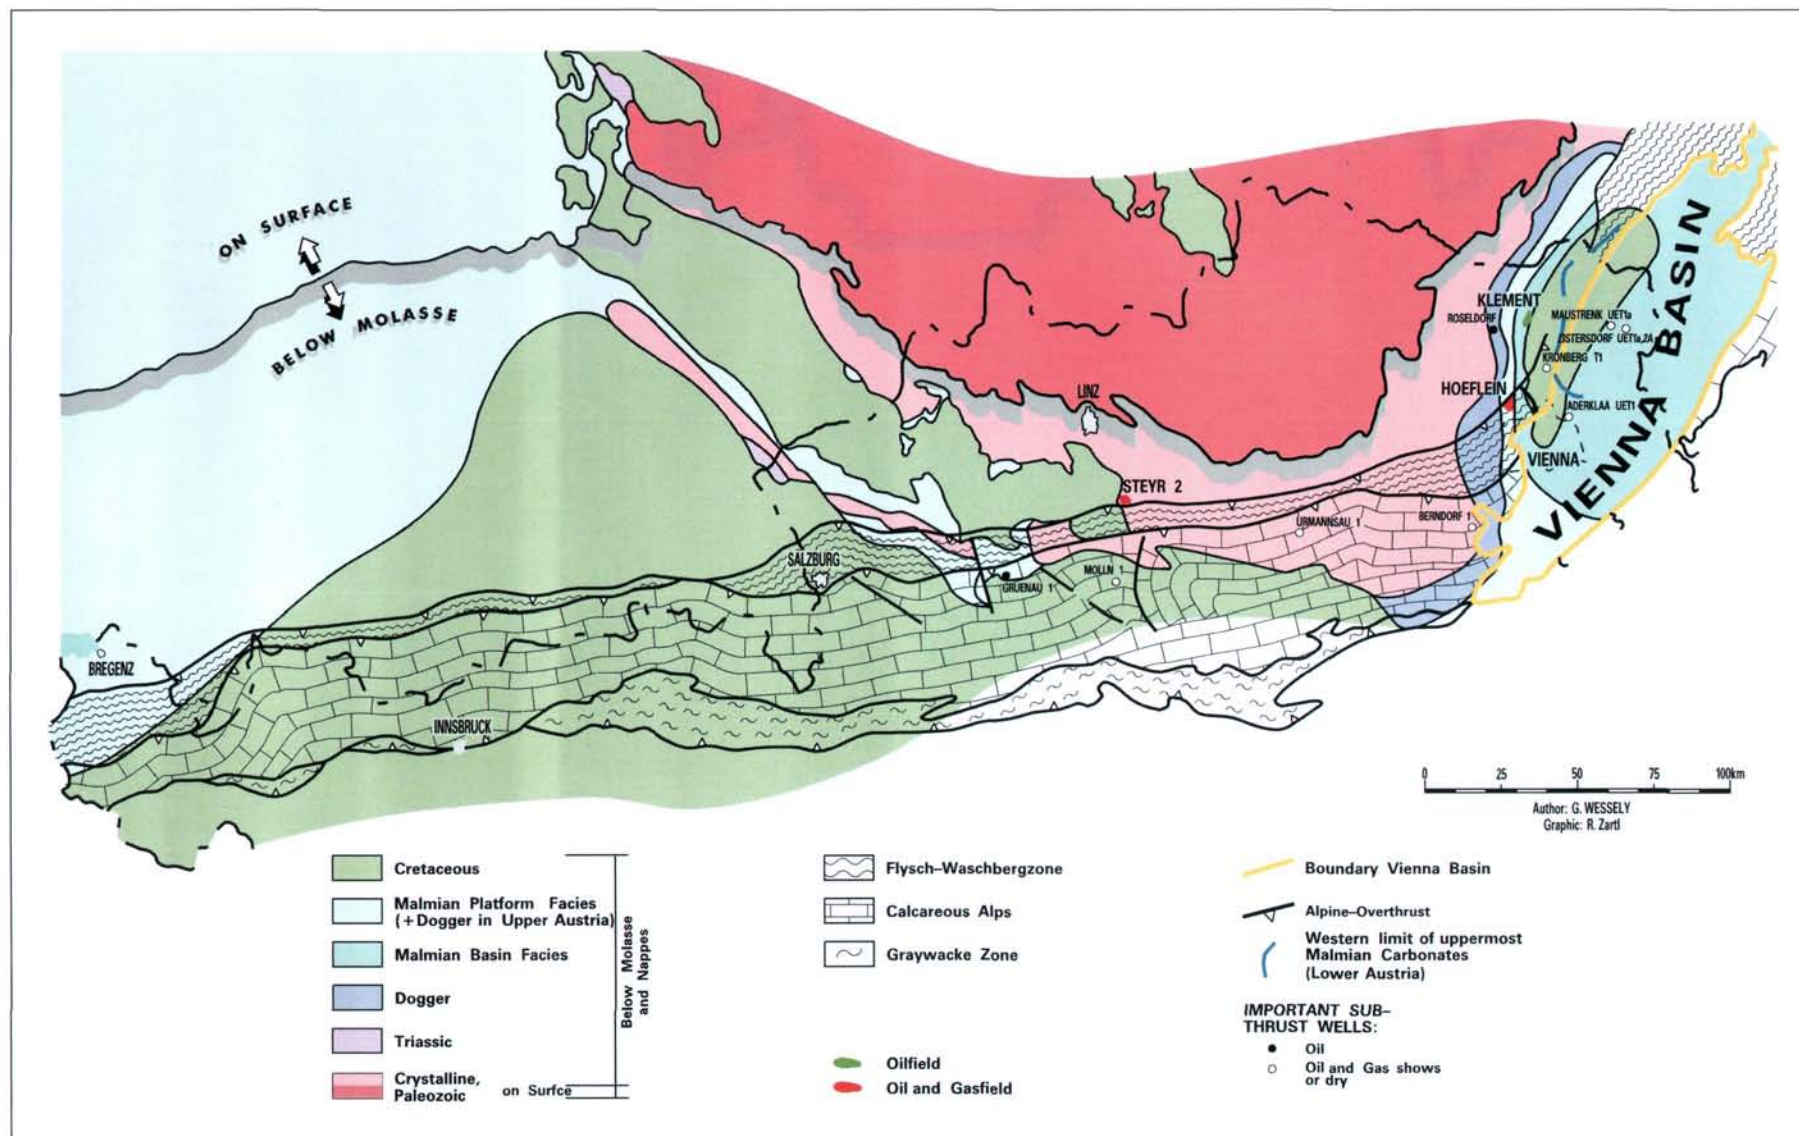 ON SURFACE
BELOW MOLASSE
KLEMENT
ROSELDORF
MAUSTRENK UET1a
ZISTERSDORF UET1a,2A
KRONBERG T1
HOEFLEIN
ADERKLAA UET1
VIENNA
VIENNA BASIN
LINZ
STEYR 2
URMANNSAU 1
BERNDORF 1
SALZBURG
GRUENAU 1
MOLLN 1
BREGENZ
INNSBRUCK
0 25 50 75 100km
Author: G. WESSELY
Graphic: R. Zartl
Cretaceous
Malmian Platform Facies
(+Dogger in Upper Austria)
Malmian Basin Facies
Dogger
Triassic
Crystalline,
Paleozoic
on Surfce
Below Molasse
and Nappes
Flysch–Waschbergzone
Calcareous Alps
Graywacke Zone
Oilfield
Oil and Gasfield
Boundary Vienna Basin
Alpine–Overthrust
Western limit of uppermost
Malmian Carbonates
(Lower Austria)
IMPORTANT SUB–
THRUST WELLS:
Oil
Oil and Gas shows
or dry